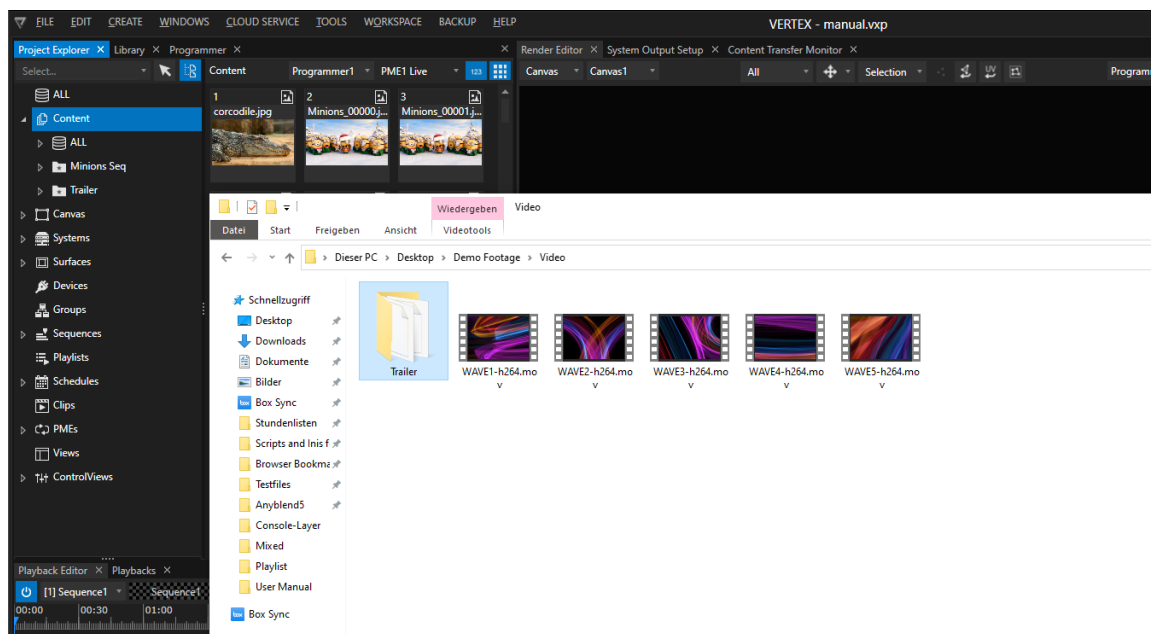 FILE EDIT CREATE WINDOWS CLOUD SERVICE TOOLS WORKSPACE BACKUP HELP VERTEX - manual.vxp
Project Explorer × Library × Programmer × ×
Render Editor × System Output Setup × Content Transfer Monitor ×
Select...
Content Programmer1 PME1 Live 123
Canvas Canvas1 All Selection UV Programm
ALL
Content
ALL
Minions Seq
Trailer
Canvas
Systems
Surfaces
Devices
Groups
Sequences
Playlists
Schedules
Clips
PMEs
Views
ControlViews
1 2 3
corcodile.jpg Minions_00000.j... Minions_00001.j...
Wiedergeben Video
Datei Start Freigeben Ansicht Videotools
Dieser PC > Desktop > Demo Footage > Video
Schnellzugriff
Desktop
Downloads
Dokumente
Bilder
Box Sync
Stundenlisten
Scripts and Inis f
Browser Bookma
Testfiles
Anyblend5
Console-Layer
Mixed
Playlist
User Manual
box Box Sync
Trailer
WAVE1-h264.mo
v
WAVE2-h264.mo
v
WAVE3-h264.mo
v
WAVE4-h264.mo
v
WAVE5-h264.mo
v
Playback Editor × Playbacks ×
[1] Sequence1 Sequence1
00:00 00:30 01:00